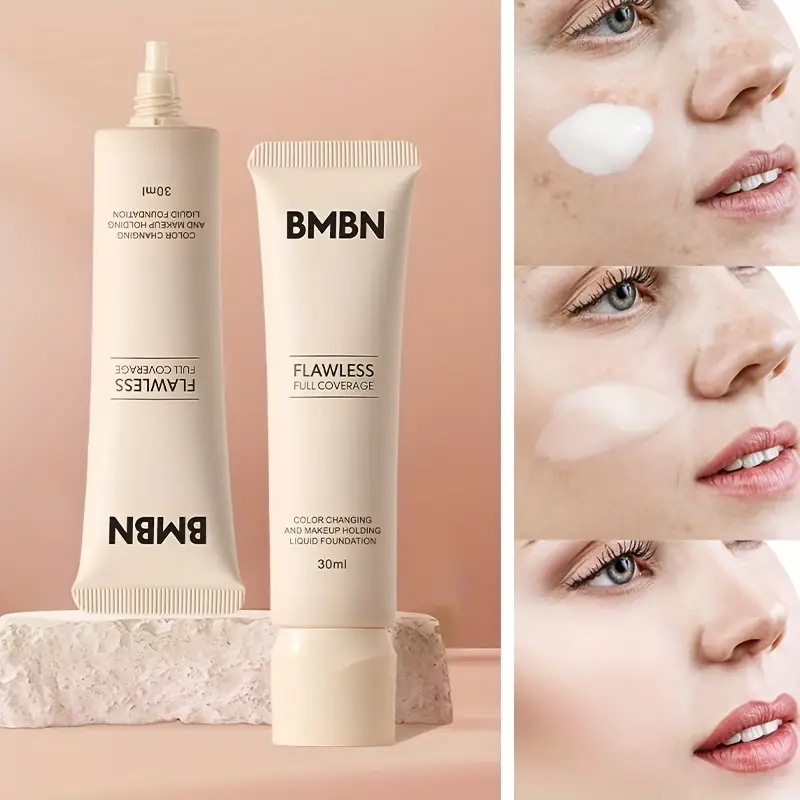 30ml
COLOR CHANGING
AND MAKEUP HOLDING
LIQUID FOUNDATION
FLAWLESS
FULL COVERAGE
BMBN
BMBN
FLAWLESS
FULL COVERAGE
COLOR CHANGING
AND MAKEUP HOLDING
LIQUID FOUNDATION
30ml